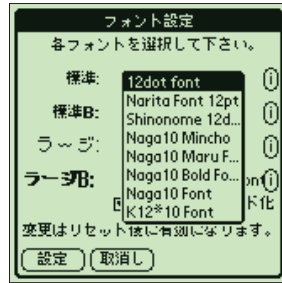 フォント設定
各フォントを選択して下さい。
標準: 12dot font
Narita Font 12pt
標準B: Shinonome 12d...
Naga10 Mincho
ラージ: Naga10 Maru F...
Naga10 Bold Fo...
ラージB: Naga10 Font
K12*10 Font ド化
変更はリセット後に有効になります。
設定 取消し